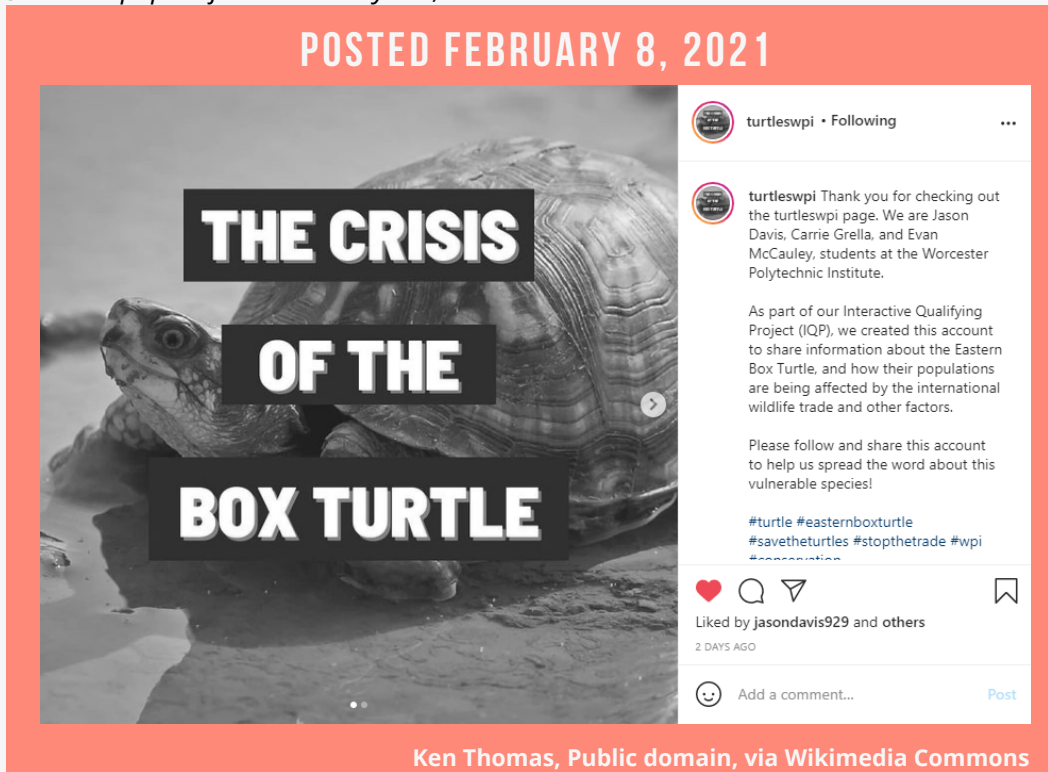 POSTED FEBRUARY 8, 2021
THE CRISIS
OF THE
BOX TURTLE
turtleswpi • Following
turtleswpi Thank you for checking out
the turtleswpi page. We are Jason
Davis, Carrie Grella, and Evan
McCauley, students at the Worcester
Polytechnic Institute.
As part of our Interactive Qualifying
Project (IQP), we created this account
to share information about the Eastern
Box Turtle, and how their populations
are being affected by the international
wildlife trade and other factors.
Please follow and share this account
to help us spread the word about this
vulnerable species!
#turtle #easternboxturtle
#savetheturtles #stopthetrade #wpi
#conservation
Liked by jasondavis929 and others
2 DAYS AGO
Add a comment...
Post
Ken Thomas, Public domain, via Wikimedia Commons